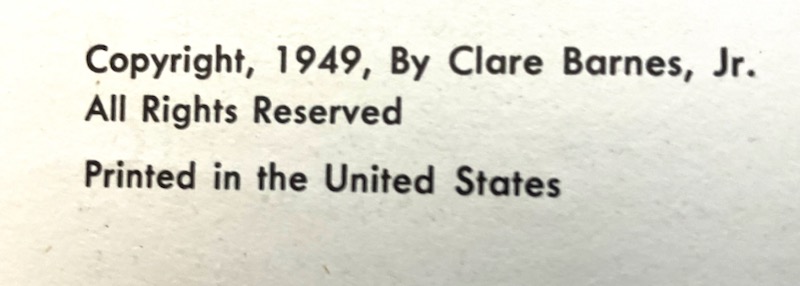 Copyright, 1949, By Clare Barnes, Jr.
All Rights Reserved
Printed in the United States